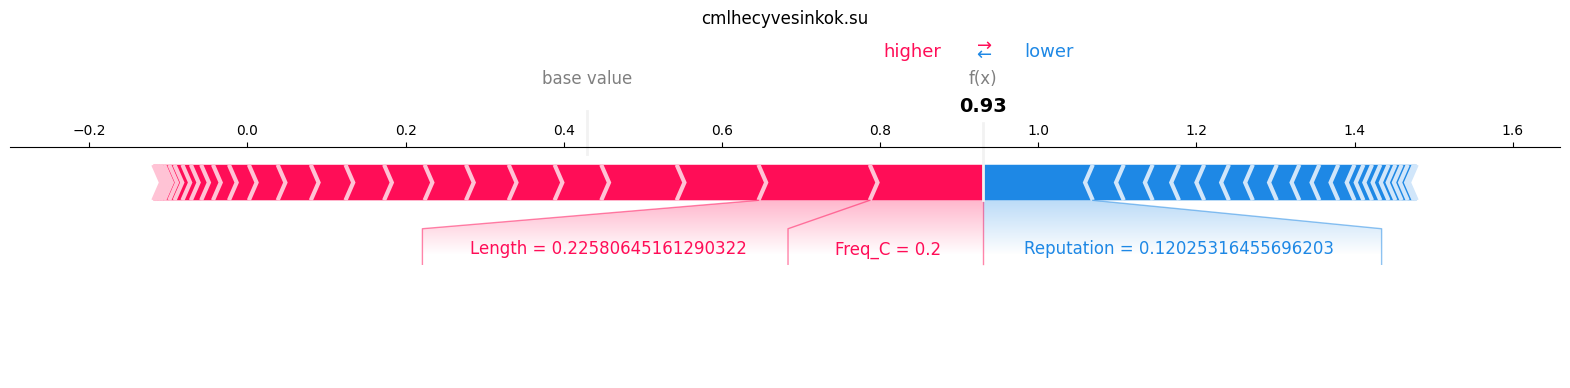 cmlhecyvesinkok.su
higher ⇄ lower
base value f(x)
0.93
−0.2 0.0 0.2 0.4 0.6 0.8 1.0 1.2 1.4 1.6
Length = 0.22580645161290322 Freq_C = 0.2 Reputation = 0.12025316455696203